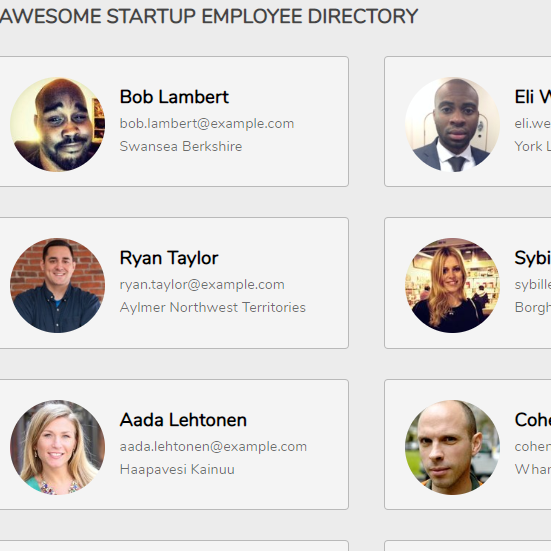 AWESOME STARTUP EMPLOYEE DIRECTORY
Bob Lambert
bob.lambert@example.com
Swansea Berkshire
Eli W
eli.we
York L
Ryan Taylor
ryan.taylor@example.com
Aylmer Northwest Territories
Sybi
sybille
Borgh
Aada Lehtonen
aada.lehtonen@example.com
Haapavesi Kainuu
Cohe
cohen
Whan